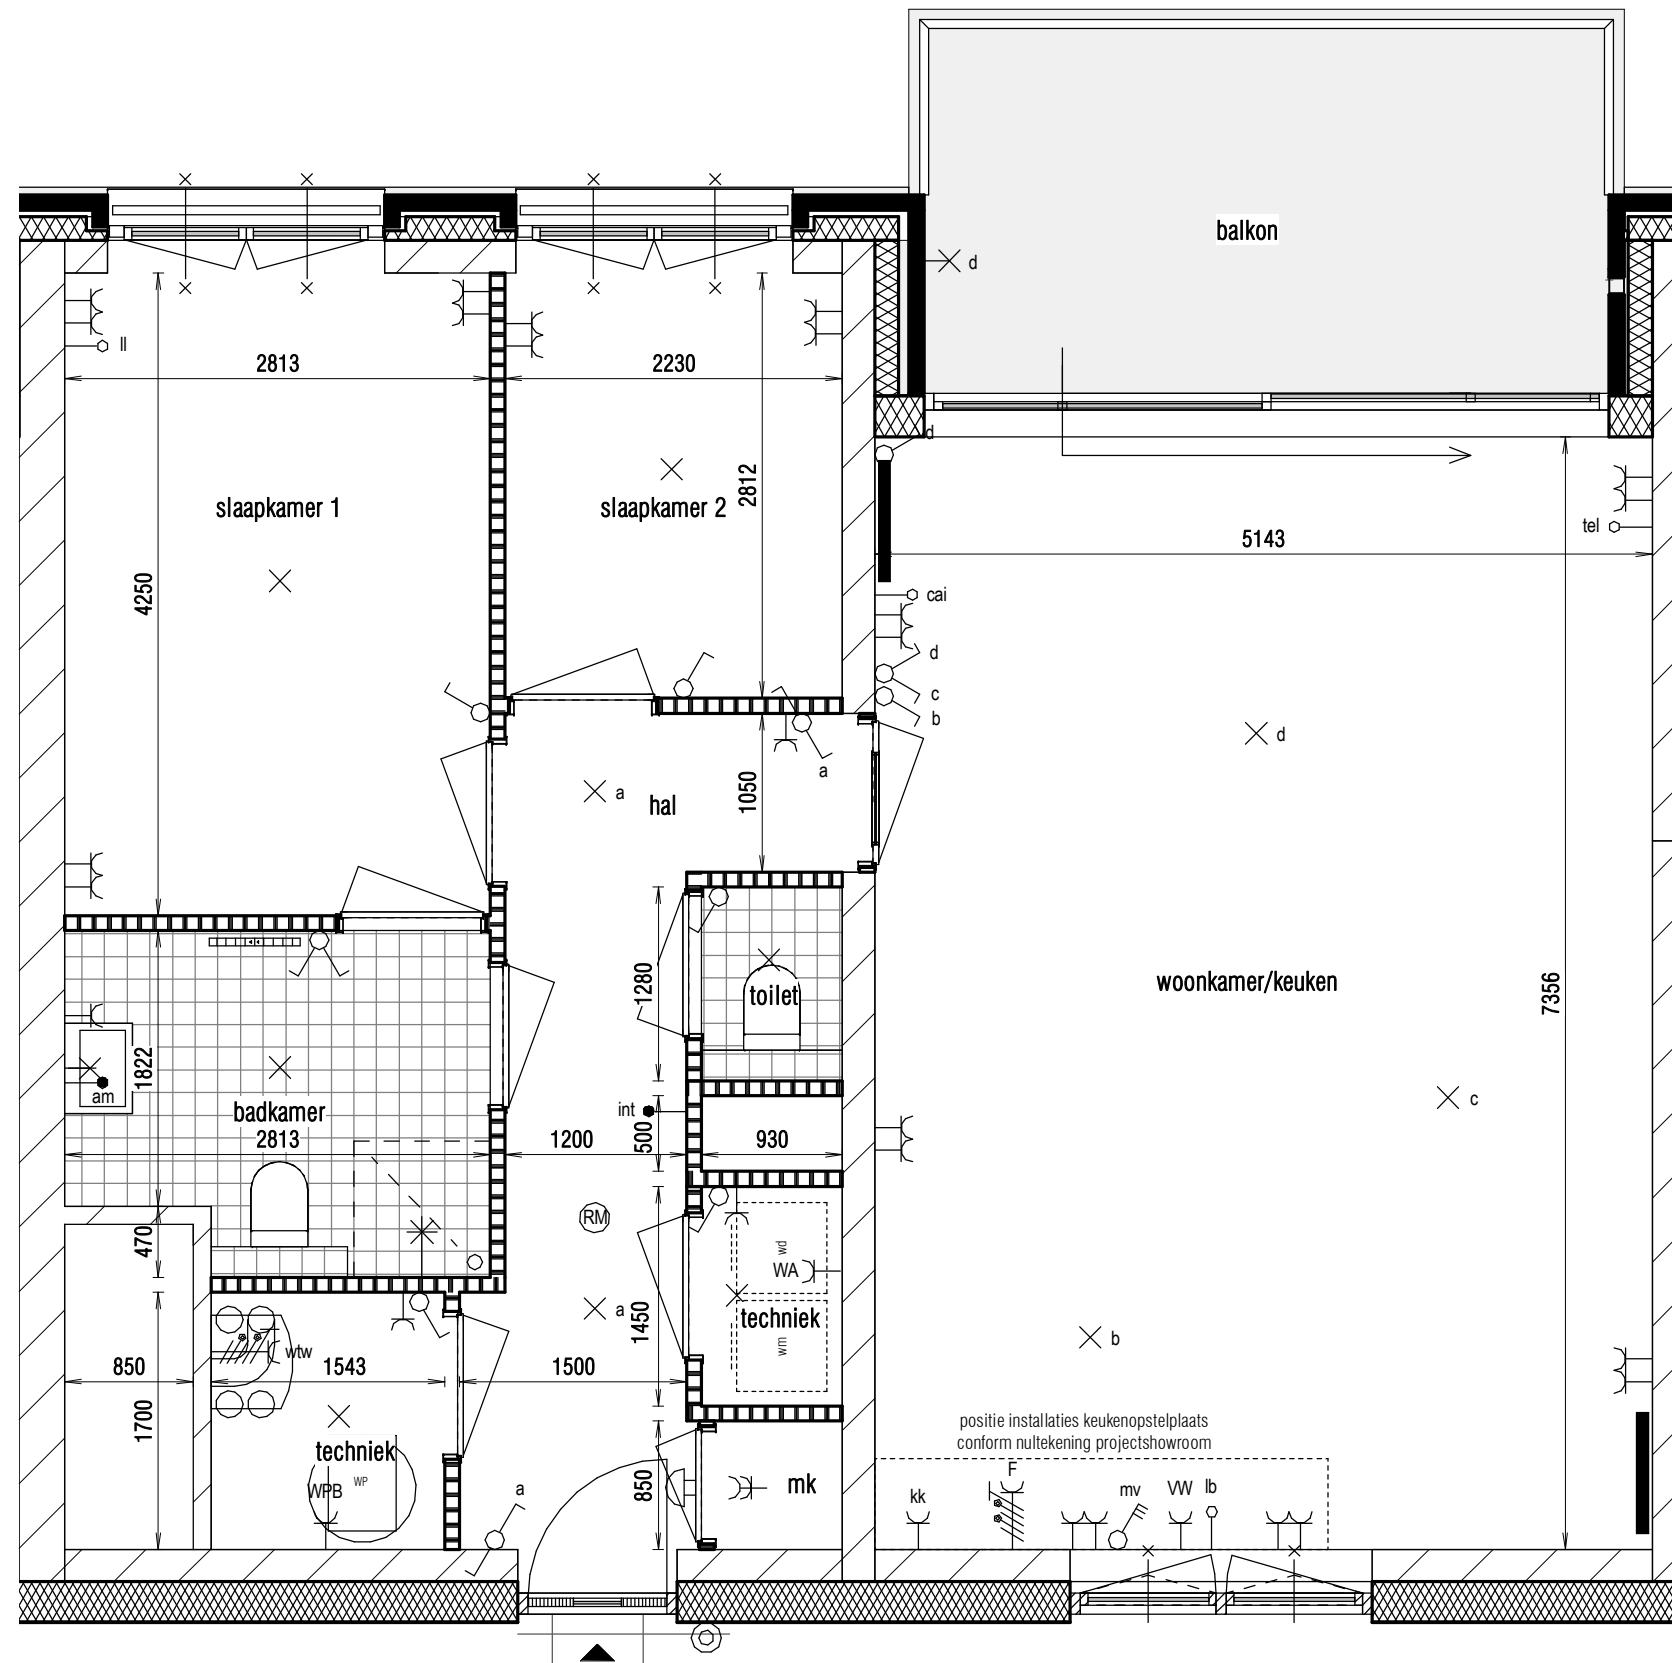 balkon
d
ll
2813
2230
d
slaapkamer 1
slaapkamer 2
2812
tel
5143
4250
cai
d
c
b
d
a
a
hal
1050
woonkamer/keuken
7356
1280
toilet
1822
am
badkamer
2813
int
1200
500
930
c
RM
470
wd
WA
a
1450
techniek
wm
b
wtw
850
1543
1500
1700
positie installaties keukenopstelplaats
conform nultekening projectshowroom
techniek
WP
WPB
a
850
mk
kk
F
mv
VW
lb